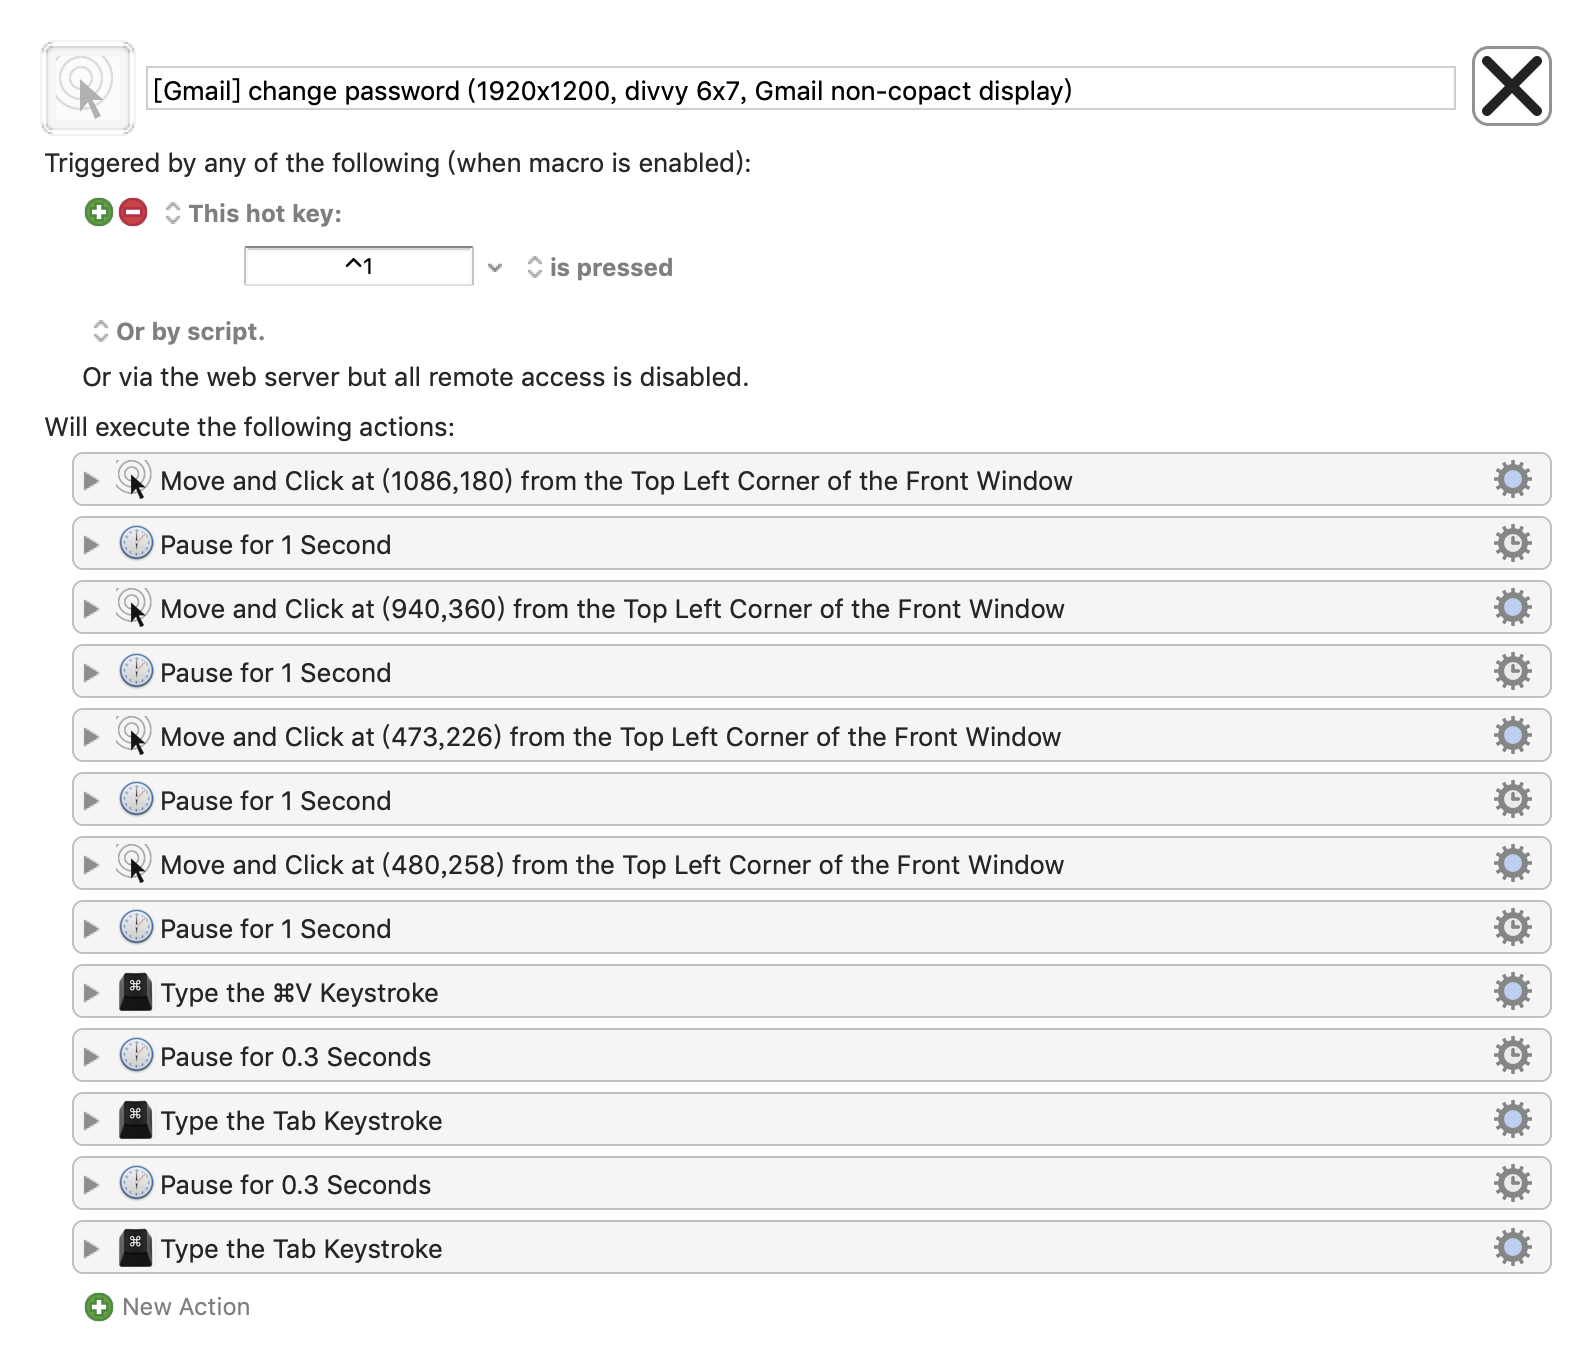 [Gmail] change password (1920x1200, divvy 6x7, Gmail non-copact display)
Triggered by any of the following (when macro is enabled):
This hot key:
^1 is pressed
Or by script.
Or via the web server but all remote access is disabled.
Will execute the following actions:
Move and Click at (1086,180) from the Top Left Corner of the Front Window
Pause for 1 Second
Move and Click at (940,360) from the Top Left Corner of the Front Window
Pause for 1 Second
Move and Click at (473,226) from the Top Left Corner of the Front Window
Pause for 1 Second
Move and Click at (480,258) from the Top Left Corner of the Front Window
Pause for 1 Second
Type the ⌘V Keystroke
Pause for 0.3 Seconds
Type the Tab Keystroke
Pause for 0.3 Seconds
Type the Tab Keystroke
New Action